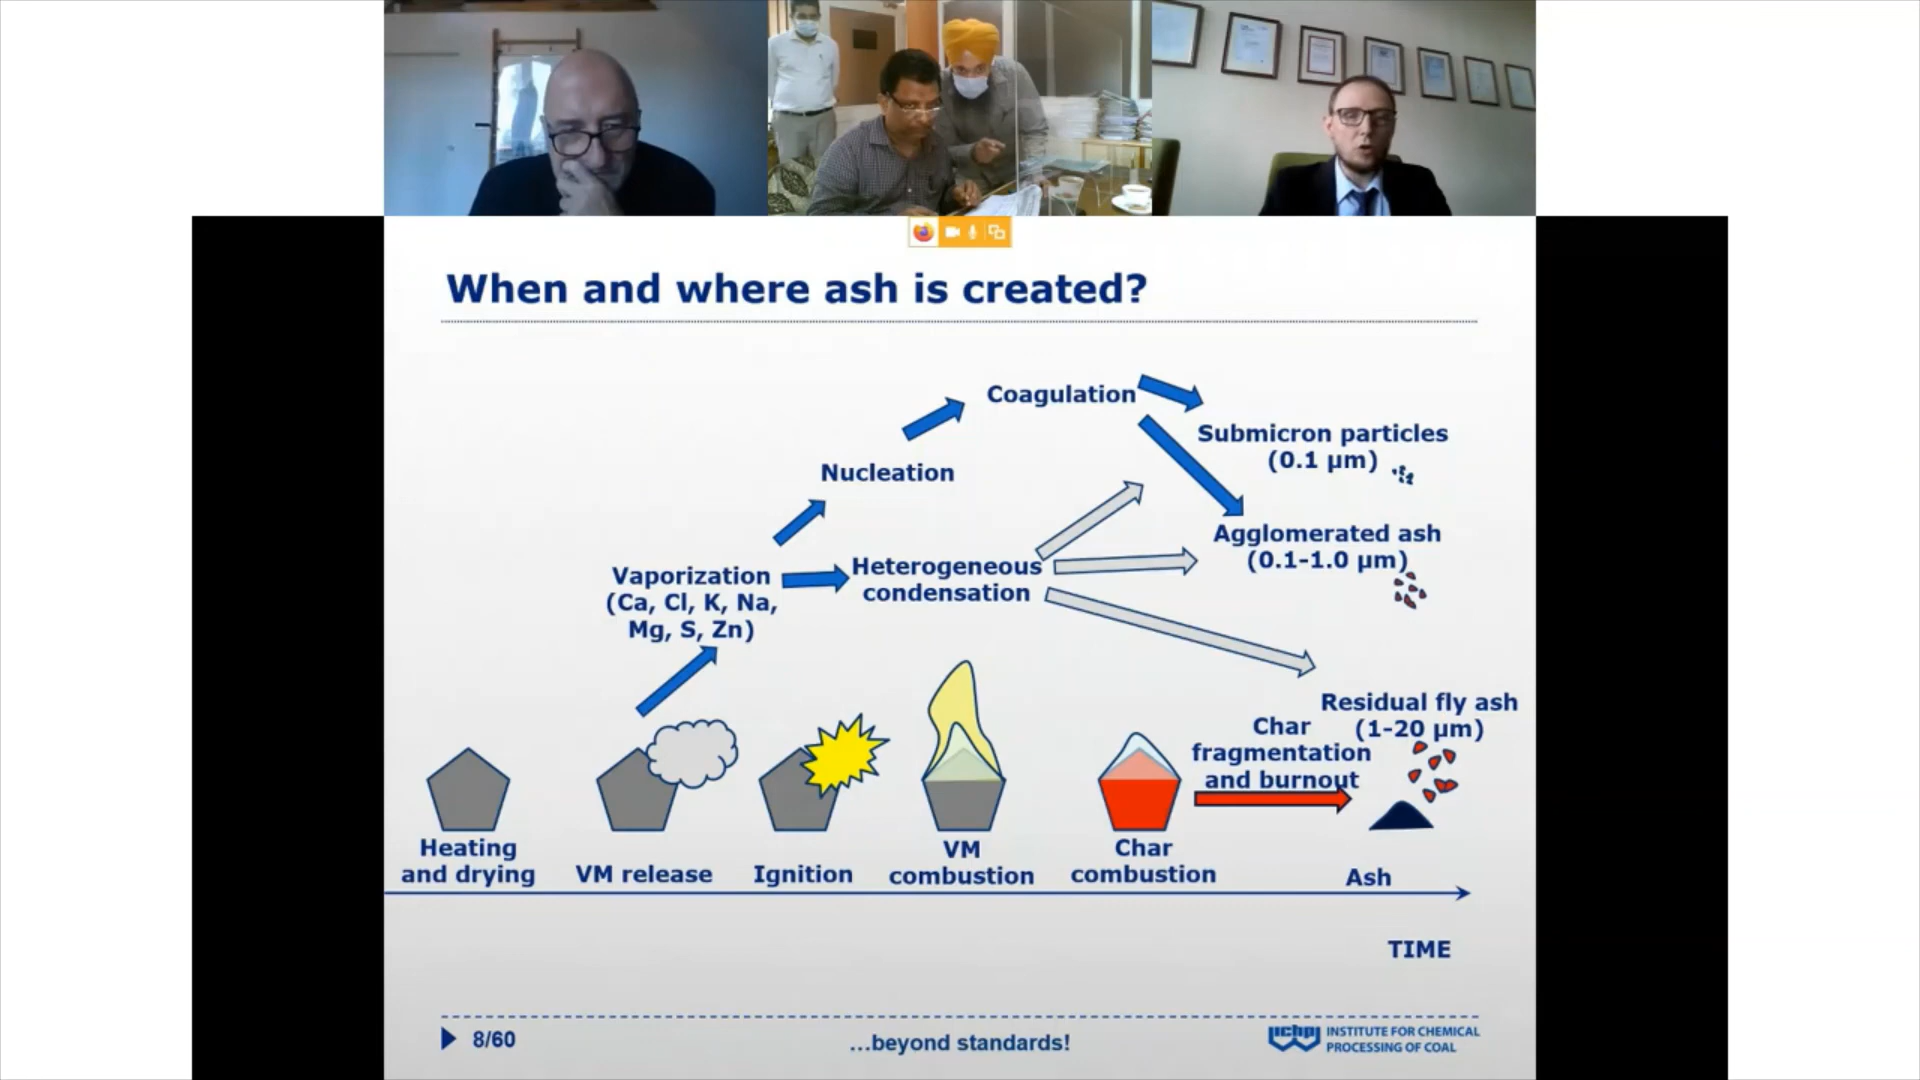 When and where ash is created?
Coagulation
Submicron particles
(0.1 µm)
Nucleation
Agglomerated ash
(0.1-1.0 µm)
Heterogeneous
condensation
Vaporization
(Ca, Cl, K, Na,
Mg, S, Zn)
Residual fly ash
(1-20 µm)
Char
fragmentation
and burnout
Heating
and drying
VM release
Ignition
VM
combustion
Char
combustion
Ash
TIME
8/60
...beyond standards!
ichpw
INSTITUTE FOR CHEMICAL
PROCESSING OF COAL